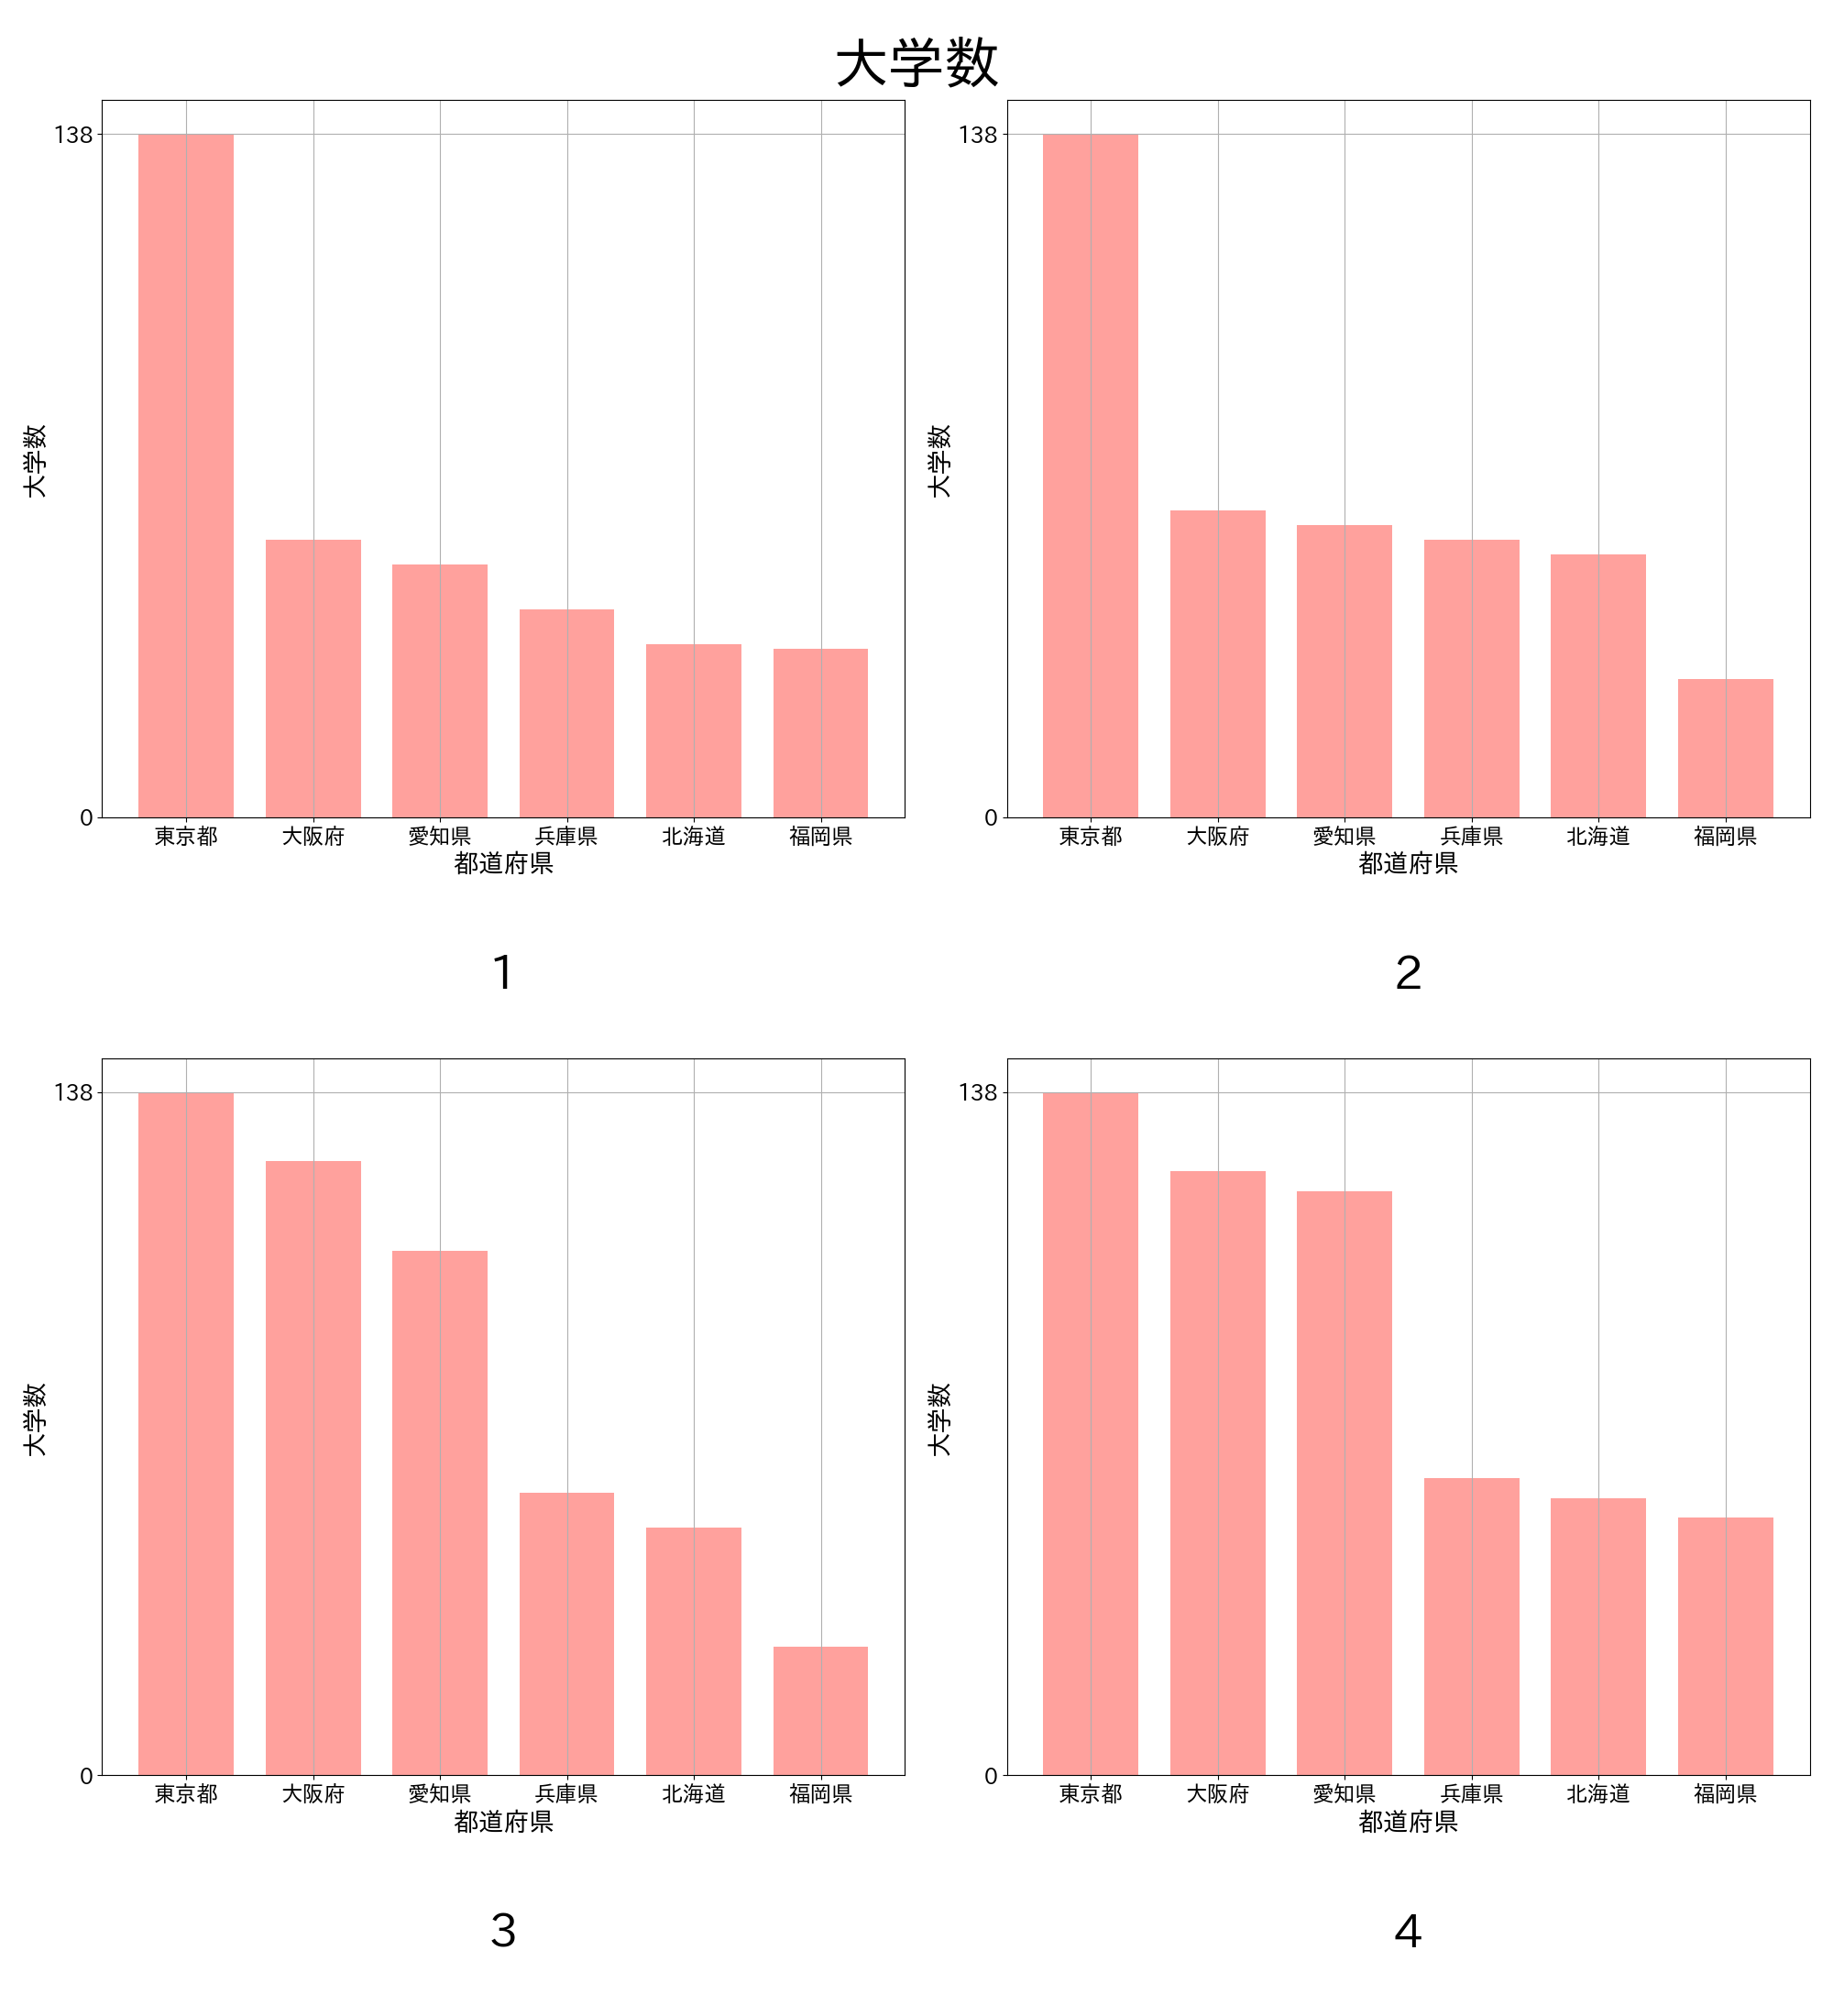 大学数
138
0
大学数
東京都 大阪府 愛知県 兵庫県 北海道 福岡県
都道府県
1
138
0
大学数
東京都 大阪府 愛知県 兵庫県 北海道 福岡県
都道府県
2
138
0
大学数
東京都 大阪府 愛知県 兵庫県 北海道 福岡県
都道府県
3
138
0
大学数
東京都 大阪府 愛知県 兵庫県 北海道 福岡県
都道府県
4